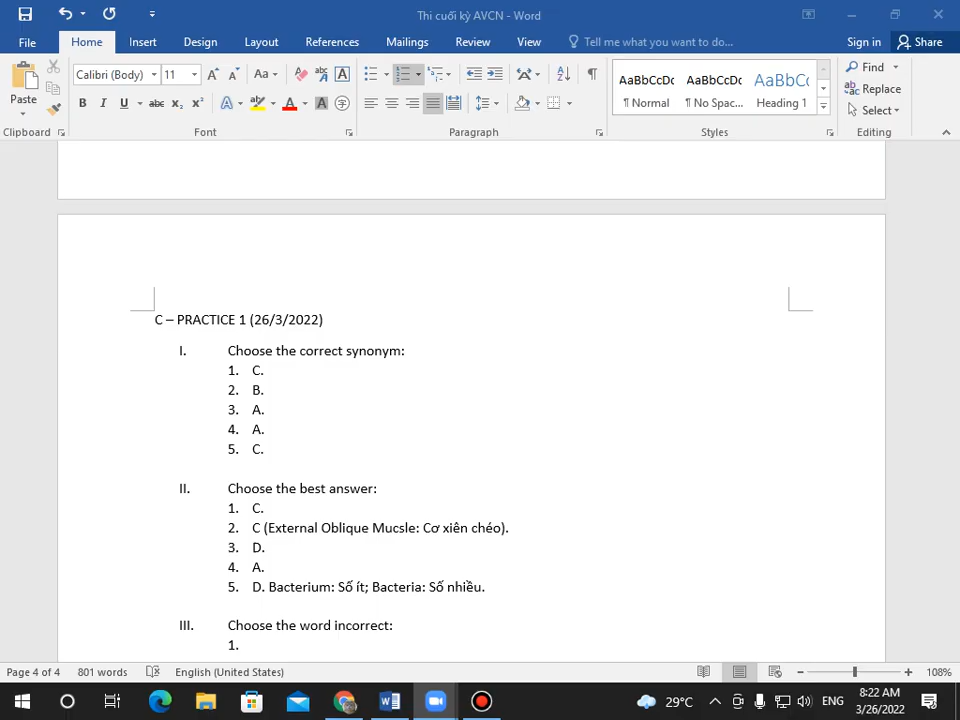 Thi cuối kỳ AVCN - Word
File Home Insert Design Layout References Mailings Review View Tell me what you want to do... Sign in Share
Calibri (Body) 11 Aa AaBbCcDc AaBbCcDc AaBbCc Find
Paste ¶ Normal ¶ No Spac... Heading 1 Replace
Select
Clipboard Font Paragraph Styles Editing
C – PRACTICE 1 (26/3/2022)
I. Choose the correct synonym:
1. C.
2. B.
3. A.
4. A.
5. C.
II. Choose the best answer:
1. C.
2. C (External Oblique Mucsle: Cơ xiên chéo).
3. D.
4. A.
5. D. Bacterium: Số ít; Bacteria: Số nhiều.
III. Choose the word incorrect:
1.
Page 4 of 4 801 words English (United States) 108%
29°C ENG 8:22 AM
3/26/2022